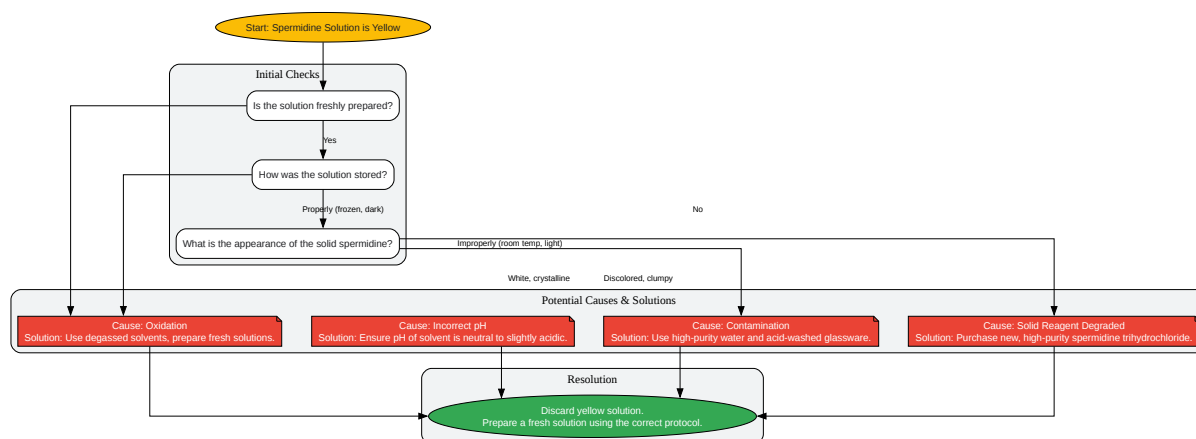 Start: Spermidine Solution is Yellow
Initial Checks
Is the solution freshly prepared?
Yes
How was the solution stored?
Properly (frozen, dark)
No
What is the appearance of the solid spermidine?
Improperly (room temp, light)
White, crystalline
Discolored, clumpy
Potential Causes & Solutions
Cause: Oxidation
Solution: Use degassed solvents, prepare fresh solutions.
Cause: Incorrect pH
Solution: Ensure pH of solvent is neutral to slightly acidic.
Cause: Contamination
Solution: Use high-purity water and acid-washed glassware.
Cause: Solid Reagent Degraded
Solution: Purchase new, high-purity spermidine trihydrochloride.
Resolution
Discard yellow solution.
Prepare a fresh solution using the correct protocol.